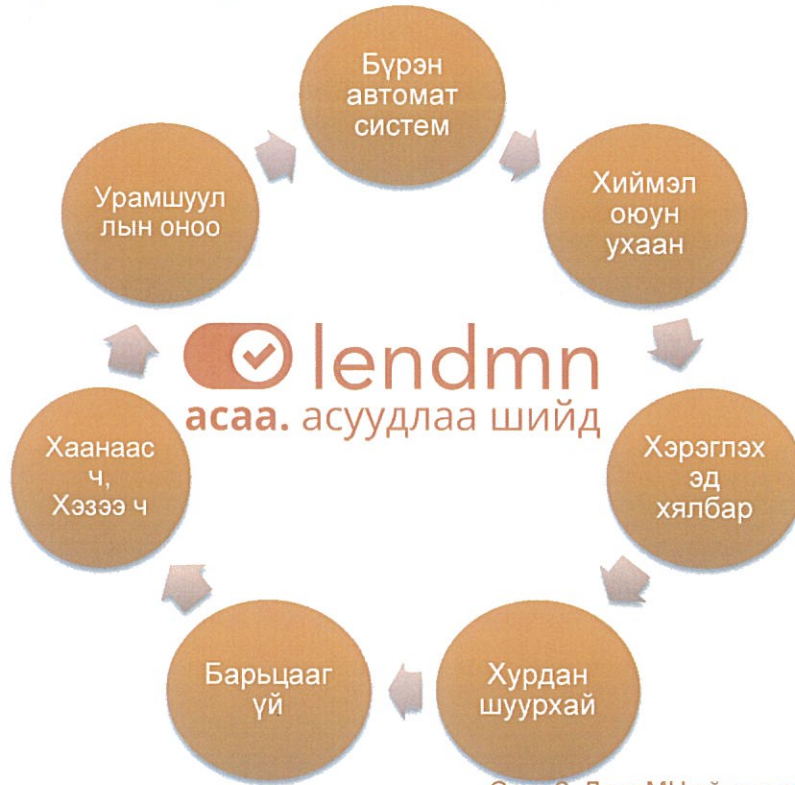 Бүрэн
автомат
систем
Хиймэл
оюун
ухаан
Хэрэглэх
эд
хялбар
Хурдан
шуурхай
Барьцааг
үй
Хаанаас
ч,
Хэзээ ч
Урамшуул
лын оноо
lendmn
асаа. асуудлаа шийд